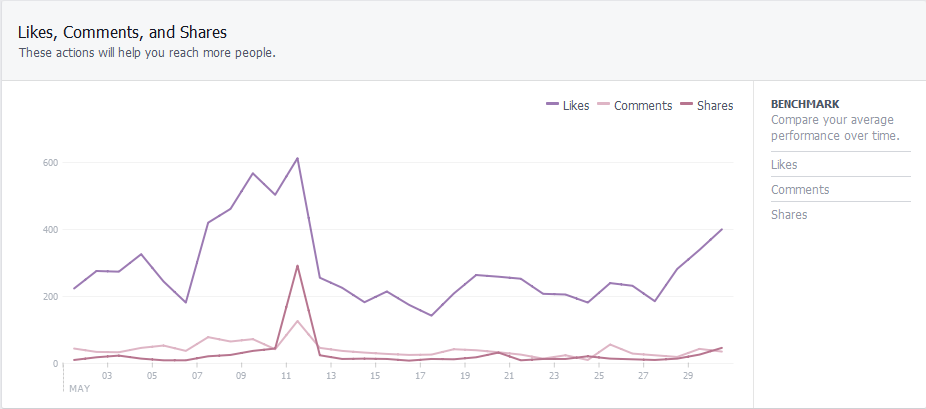 Likes, Comments, and Shares
These actions will help you reach more people.
Likes Comments Shares
600
400
200
0
03 05 07 09 11 13 15 17 19 21 23 25 27 29
MAY
BENCHMARK
Compare your average
performance over time.
Likes
Comments
Shares